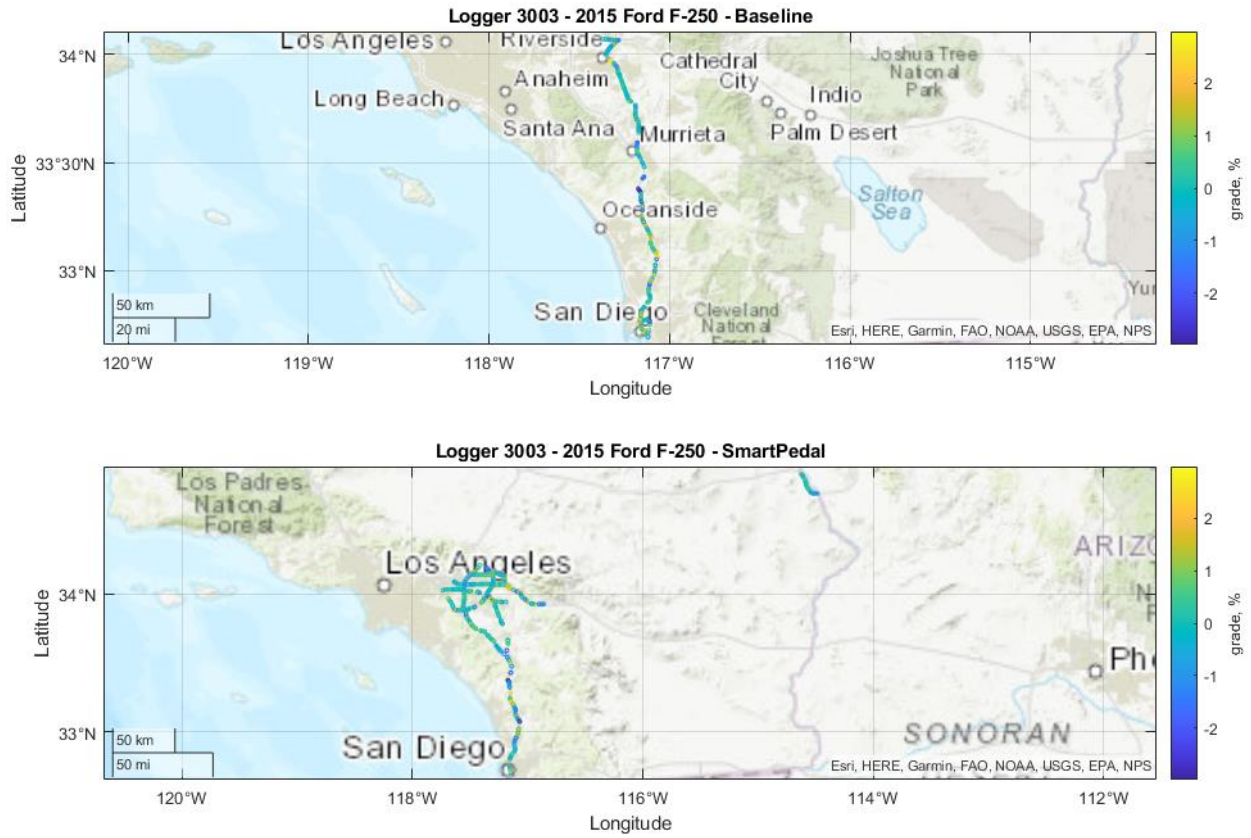 Logger 3003 - 2015 Ford F-250 - Baseline
34°N
33°30'N
33°N
Latitude
Los Angeles
Riverside
Cathedral
City
Joshua Tree
National
Park
Anaheim
Indio
Long Beach
Santa Ana
Murrieta
Palm Desert
Salton
Sea
Oceanside
San Diego
Cleveland
National
Forest
Yu
50 km
20 mi
Esri, HERE, Garmin, FAO, NOAA, USGS, EPA, NPS
120°W
119°W
118°W
117°W
116°W
115°W
Longitude
2
1
0
-1
-2
grade, %
Logger 3003 - 2015 Ford F-250 - SmartPedal
34°N
33°N
Latitude
Los Padres
National
Forest
Los Angeles
ARIZO
Pho
San Diego
SONORAN
50 km
50 mi
Esri, HERE, Garmin, FAO, NOAA, USGS, EPA, NPS
120°W
118°W
116°W
114°W
112°W
Longitude
2
1
0
-1
-2
grade, %